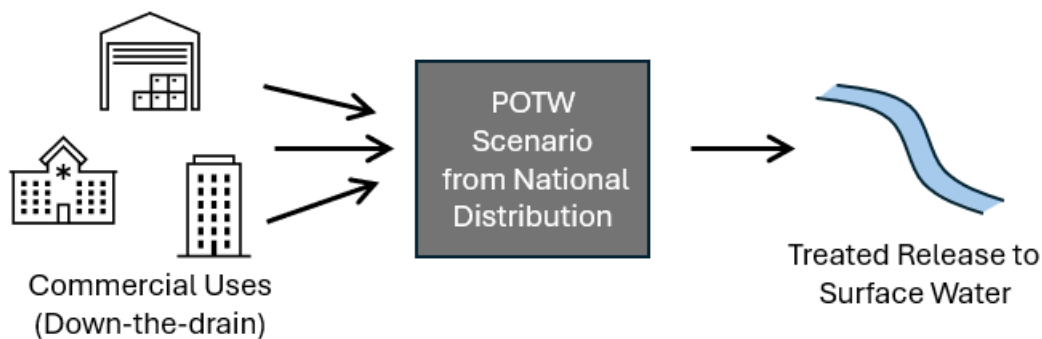 POTW
Scenario
from National
Distribution
Commercial Uses
(Down-the-drain)
Treated Release to
Surface Water